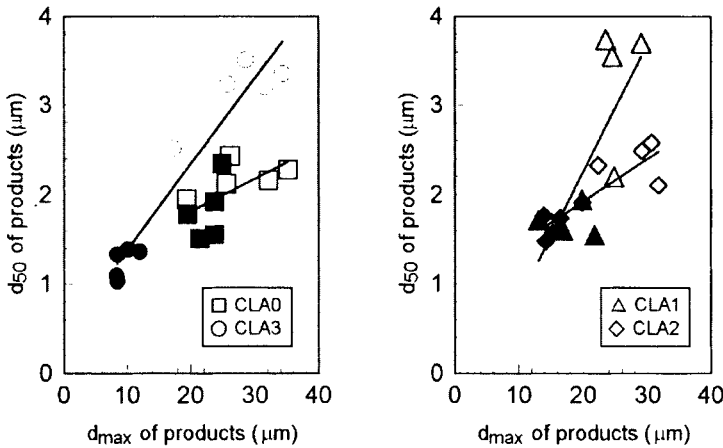 4
3
2
1
0
d50 of products (μm)
CLA0
CLA3
0 10 20 30 40
dmax of products (μm)
4
3
2
1
0
d50 of products (μm)
CLA1
CLA2
0 10 20 30 40
dmax of products (μm)